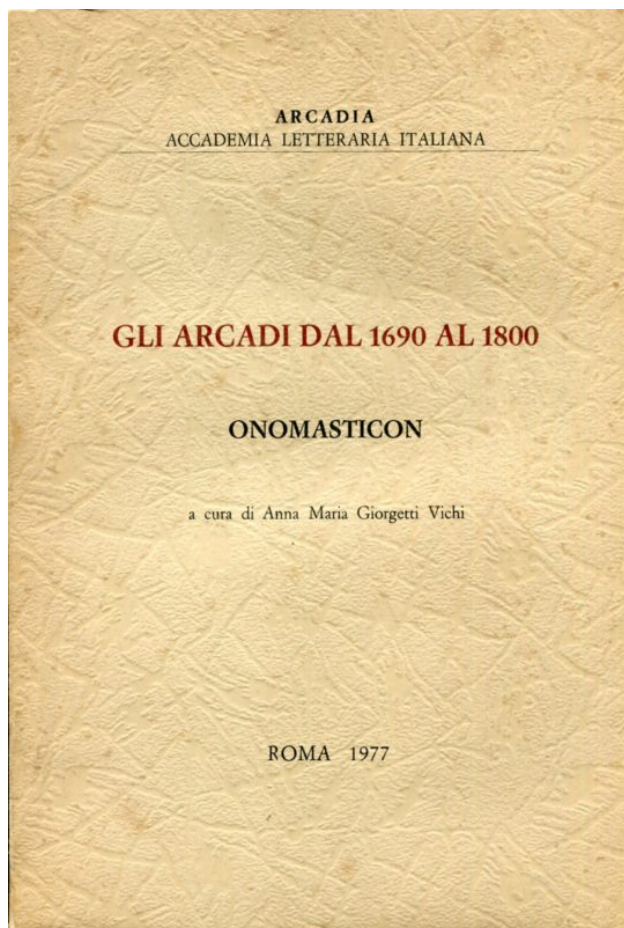 ARCADIA
ACCADEMIA LETTERARIA ITALIANA
GLI ARCADI DAL 1690 AL 1800
ONOMASTICON
a cura di Anna Maria Giorgetti Vichi
ROMA 1977